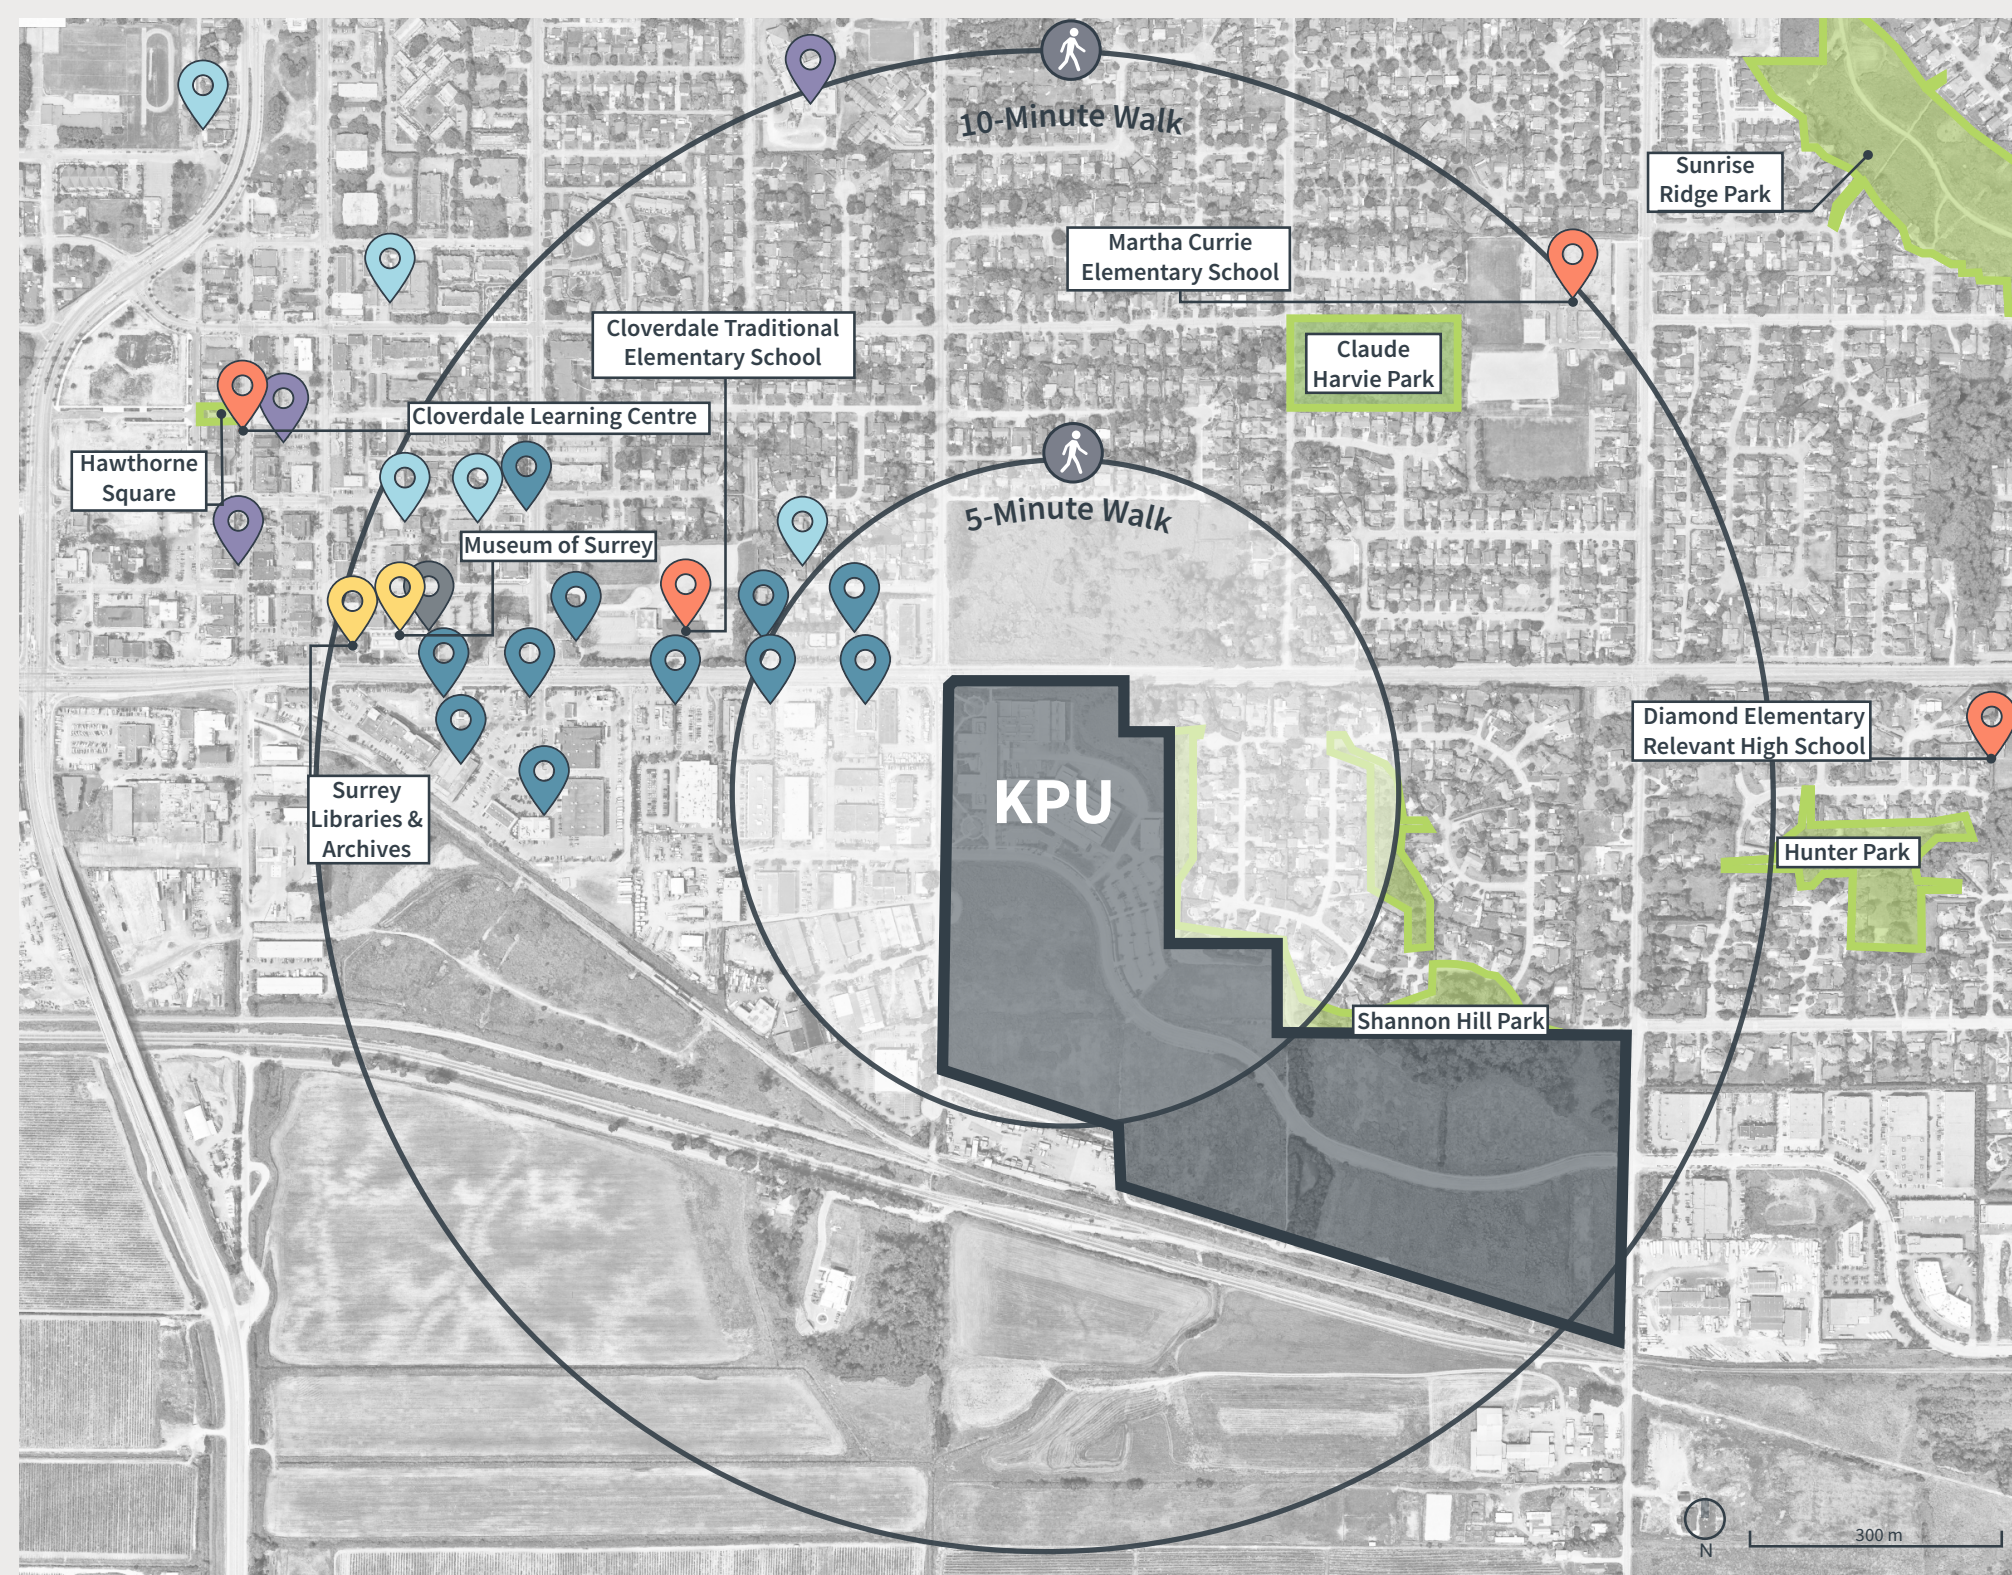 10-Minute Walk
Sunrise
Ridge Park
Martha Currie
Elementary School
Cloverdale Traditional
Elementary School
Claude
Harvie Park
Cloverdale Learning Centre
Hawthorne
Square
5-Minute Walk
Museum of Surrey
Diamond Elementary
Relevant High School
Surrey
Libraries &
Archives
KPU
Hunter Park
Shannon Hill Park
300 m
N